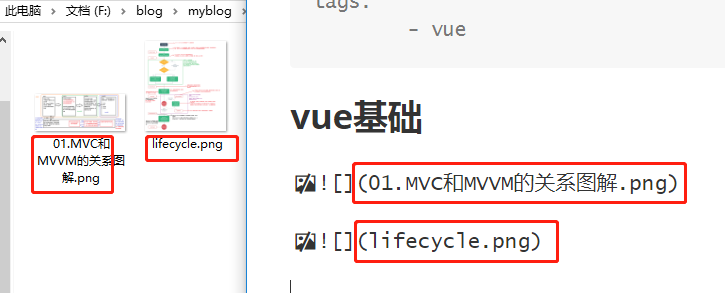 此电脑 › 文档 (F:) › blog › myblog ›
01.MVC和
MVVM的关系图
解.png
lifecycle.png
tags:
- vue
vue基础
![](01.MVC和MVVM的关系图解.png)
![](lifecycle.png)